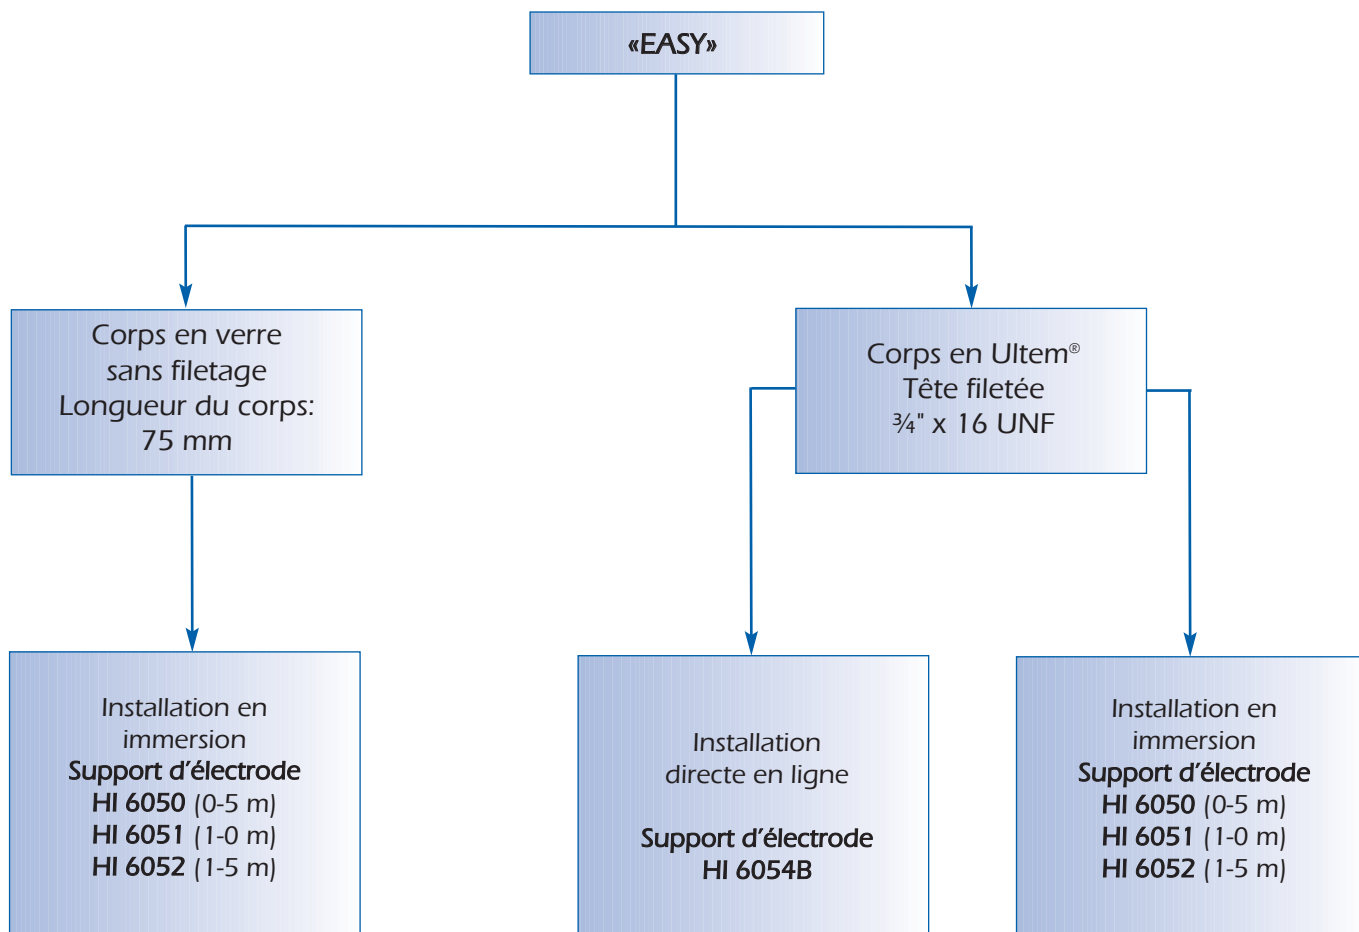 «EASY»
Corps en verre
sans filetage
Longueur du corps:
75 mm
Corps en Ultem®
Tête filetée
¾" x 16 UNF
Installation en
immersion
Support d'électrode
HI 6050 (0-5 m)
HI 6051 (1-0 m)
HI 6052 (1-5 m)
Installation
directe en ligne
Support d'électrode
HI 6054B
Installation en
immersion
Support d'électrode
HI 6050 (0-5 m)
HI 6051 (1-0 m)
HI 6052 (1-5 m)